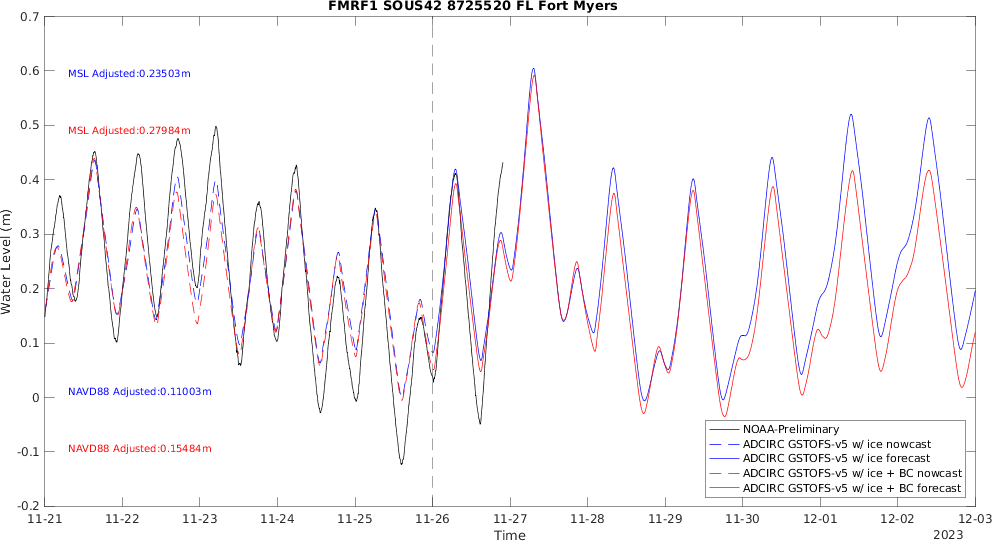 FMRF1 SOUS42 8725520 FL Fort Myers
0.7
0.6
0.5
0.4
0.3
0.2
0.1
0
-0.1
-0.2
Water Level (m)
MSL Adjusted:0.23503m
MSL Adjusted:0.27984m
NAVD88 Adjusted:0.11003m
NAVD88 Adjusted:0.15484m
NOAA-Preliminary
ADCIRC GSTOFS-v5 w/ ice nowcast
ADCIRC GSTOFS-v5 w/ ice forecast
ADCIRC GSTOFS-v5 w/ ice + BC nowcast
ADCIRC GSTOFS-v5 w/ ice + BC forecast
11-21 11-22 11-23 11-24 11-25 11-26 11-27 11-28 11-29 11-30 12-01 12-02 12-03
Time
2023